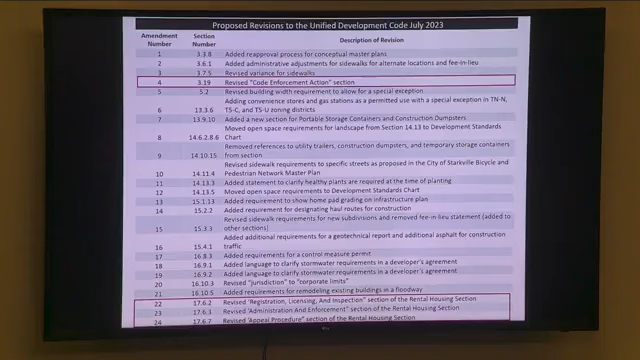 Proposed Revisions to the Unified Development Code July 2023
Amendment Number Section Number Description of Revision
1 3.3.8 Added reapproval process for conceptual master plans
2 3.6.1 Added administrative adjustments for sidewalks for alternate locations and fee-in-lieu
3 3.7.5 Revised variance for sidewalks
4 3.19 Revised "Code Enforcement Action" section
5 5.2 Revised building width requirement to allow for a special exception
6 13.3.6 Adding convenience stores and gas stations as a permitted use with a special exception in TN-N,
T5-C, and T5-U zoning districts
7 13.9.10 Added a new section for Portable Storage Containers and Construction Dumpsters
8 14.6.2.8.6 Moved open space requirements for landscape from Section 14.13 to Development Standards
Chart
9 14.10.15 Removed references to utility trailers, construction dumpsters, and temporary storage containers
from section
10 14.11.4 Revised sidewalk requirements to specific streets as proposed in the City of Starkville Bicycle and
Pedestrian Network Master Plan
11 14.13.3 Added statement to clarify healthy plants are required at the time of planting
12 14.13.5 Moved open space requirements to Development Standards Chart
13 15.1.13 Added requirement to show home pad grading on infrastructure plan
14 15.2.2 Added requirement for designating haul routes for construction
15 15.3.3 Revised sidewalk requirements for new subdivisions and removed fee-in-lieu statement (added to
other sections)
16 15.4.1 Added additional requirements for a geotechnical report and additional asphalt for construction
traffic
17 16.8.3 Added requirements for a control measure permit
18 16.9.1 Added language to clarify stormwater requirements in a developer's agreement
19 16.9.2 Added language to clarify stormwater requirements in a developer's agreement
20 16.10.3 Revised "jurisdiction" to "corporate limits"
21 16.10.5 Added requirements for remodeling existing buildings in a floodway
22 17.6.2 Revised "Registration, Licensing, And Inspection" section of the Rental Housing Section
23 17.6.3 Revised "Administration And Enforcement" section of the Rental Housing Section
24 17.6.7 Revised "Appeal Procedure" section of the Rental Housing Section